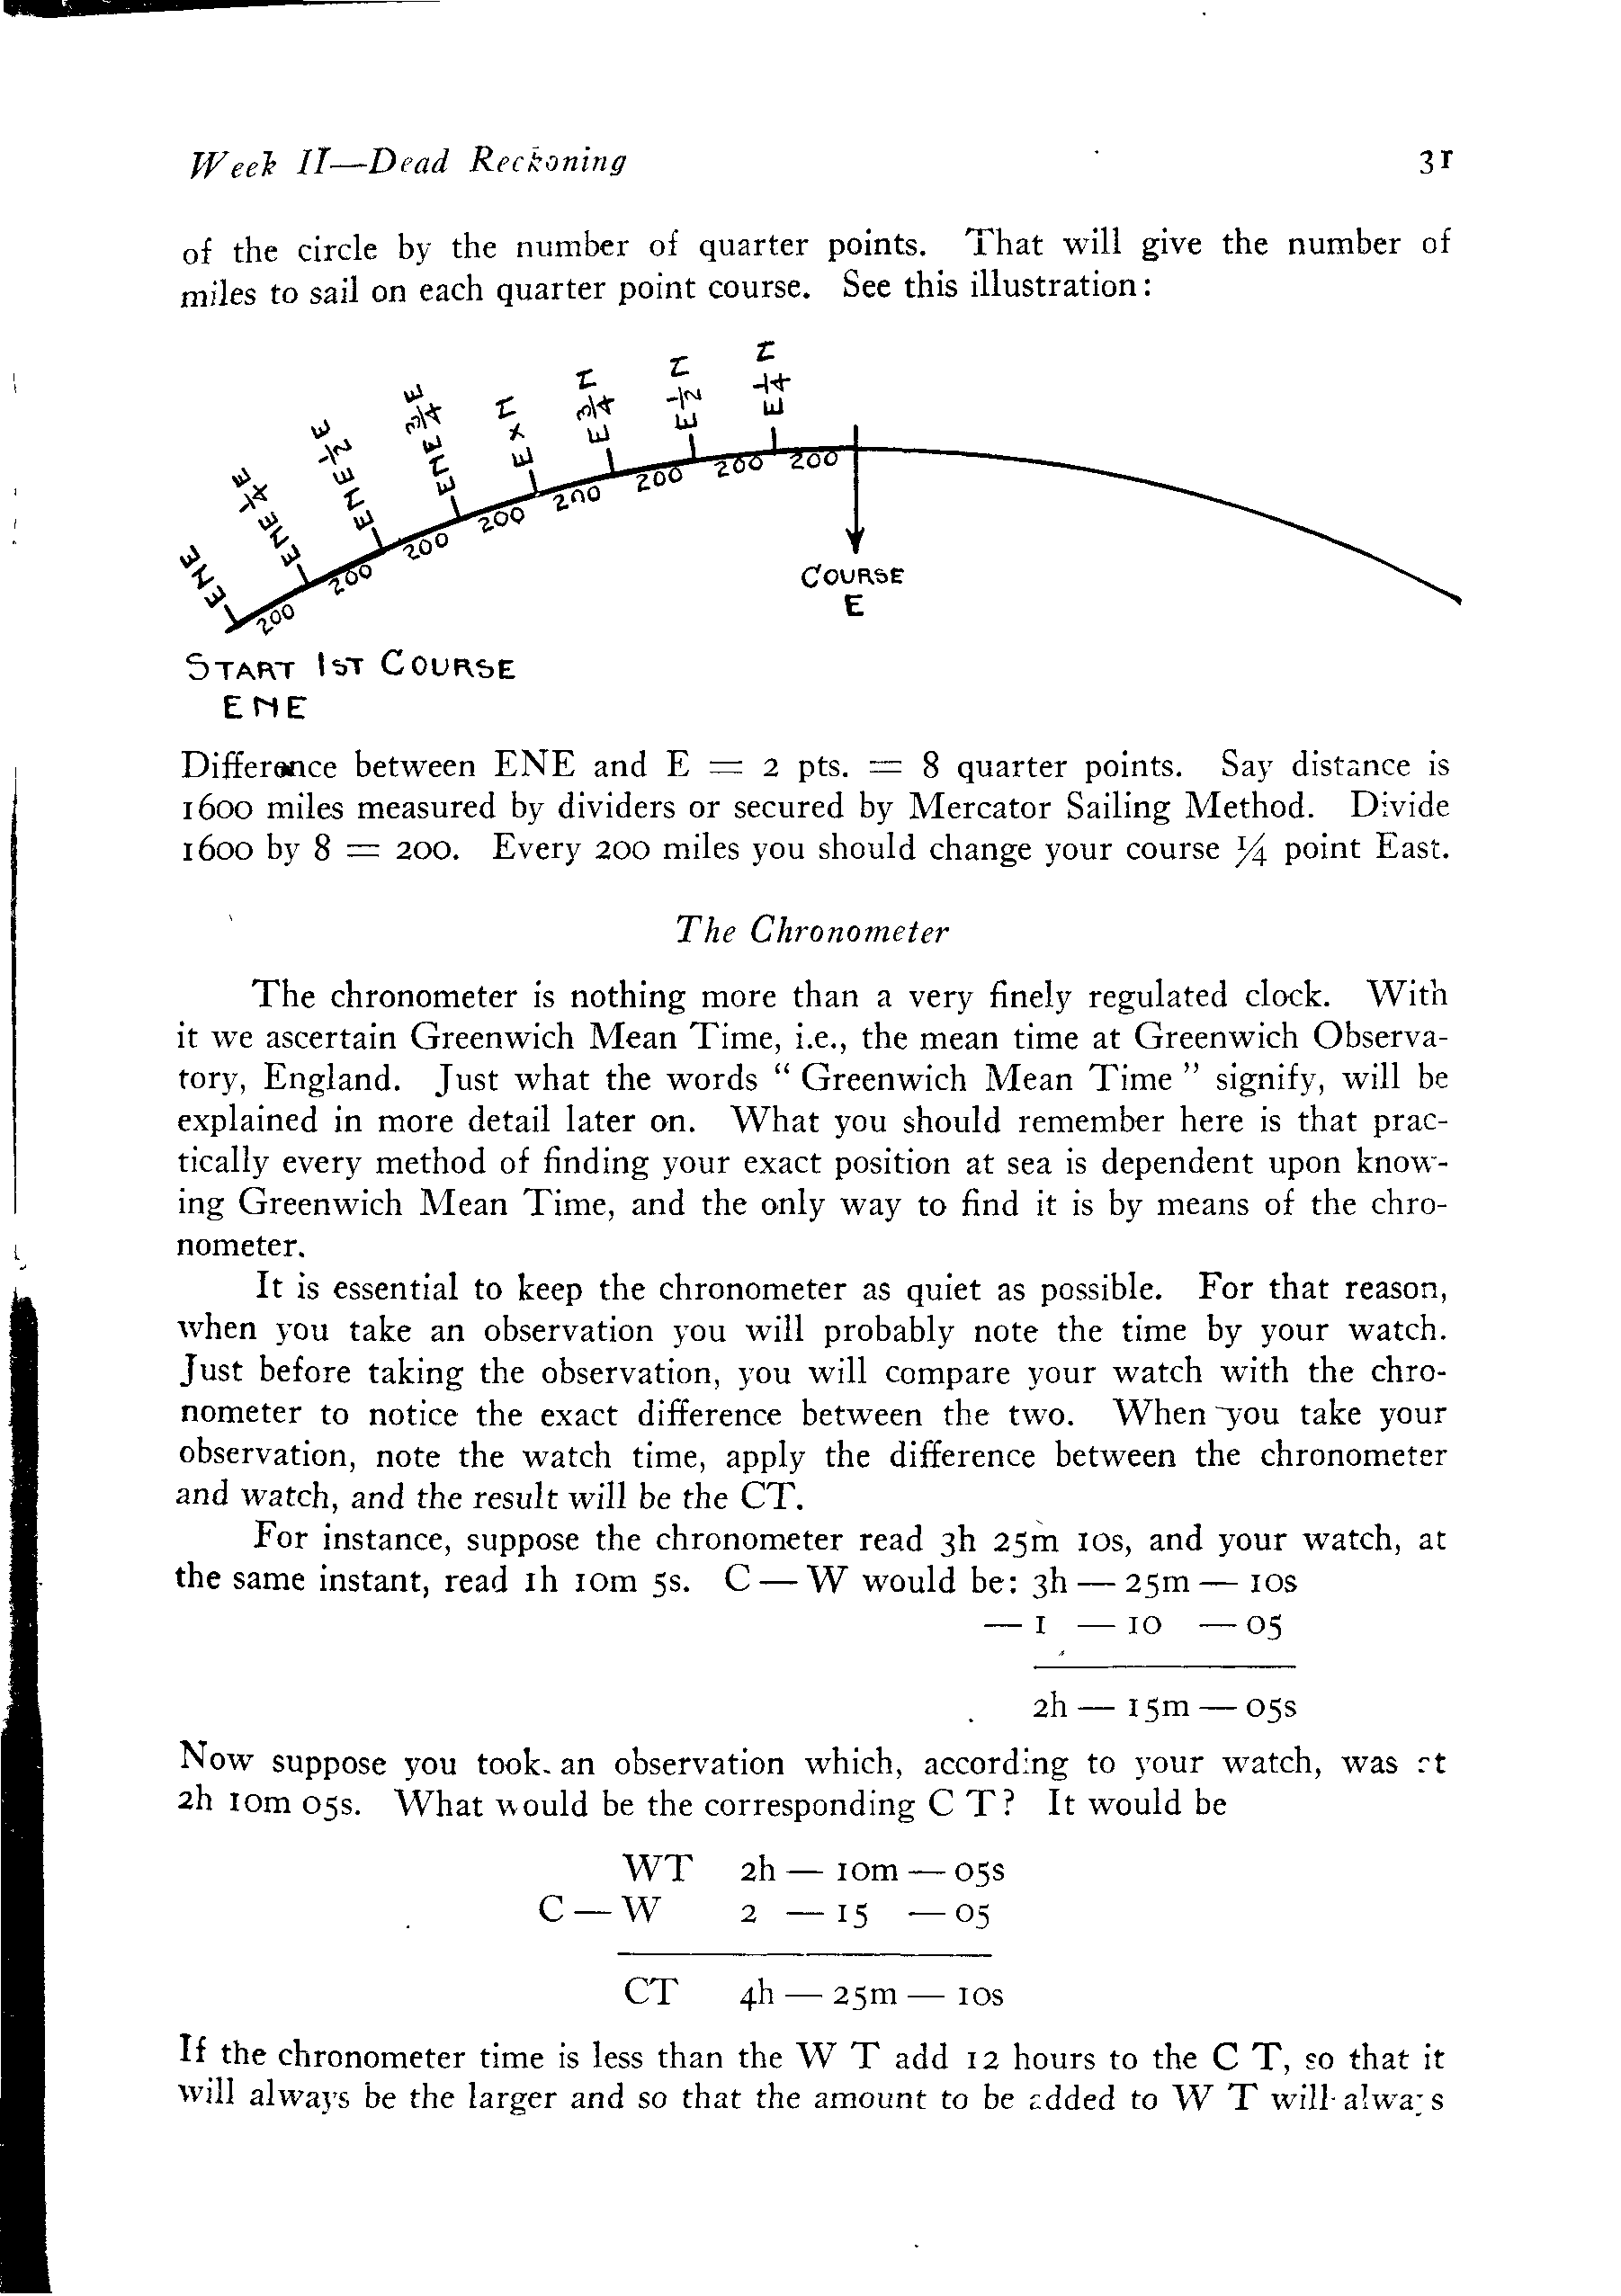 Week II—Dead Reckoning 31
of the circle by the number of quarter points. That will give the number of
miles to sail on each quarter point course. See this illustration:
ENE
ENE ¼ E
ENE ½ E
ENE ¾ E
E x N
E ¾ N
E ½ N
E ¼ N
200 200 200 200 200 200 200 200
COURSE
E
START 1ST COURSE
ENE
Difference between ENE and E = 2 pts. = 8 quarter points. Say distance is
1600 miles measured by dividers or secured by Mercator Sailing Method. Divide
1600 by 8 = 200. Every 200 miles you should change your course ¼ point East.
The Chronometer
The chronometer is nothing more than a very finely regulated clock. With
it we ascertain Greenwich Mean Time, i.e., the mean time at Greenwich Observa-
tory, England. Just what the words “ Greenwich Mean Time ” signify, will be
explained in more detail later on. What you should remember here is that prac-
tically every method of finding your exact position at sea is dependent upon know-
ing Greenwich Mean Time, and the only way to find it is by means of the chro-
nometer.
It is essential to keep the chronometer as quiet as possible. For that reason,
when you take an observation you will probably note the time by your watch.
Just before taking the observation, you will compare your watch with the chro-
nometer to notice the exact difference between the two. When you take your
observation, note the watch time, apply the difference between the chronometer
and watch, and the result will be the CT.
For instance, suppose the chronometer read 3h 25m 10s, and your watch, at
the same instant, read 1h 10m 5s. C — W would be: 3h — 25m — 10s
— 1 — 10 — 05
2h — 15m — 05s
Now suppose you took an observation which, according to your watch, was at
2h 10m 05s. What would be the corresponding C T? It would be
WT 2h — 10m — 05s
C — W 2 — 15 — 05
CT 4h — 25m — 10s
If the chronometer time is less than the W T add 12 hours to the C T, so that it
will always be the larger and so that the amount to be added to W T will always